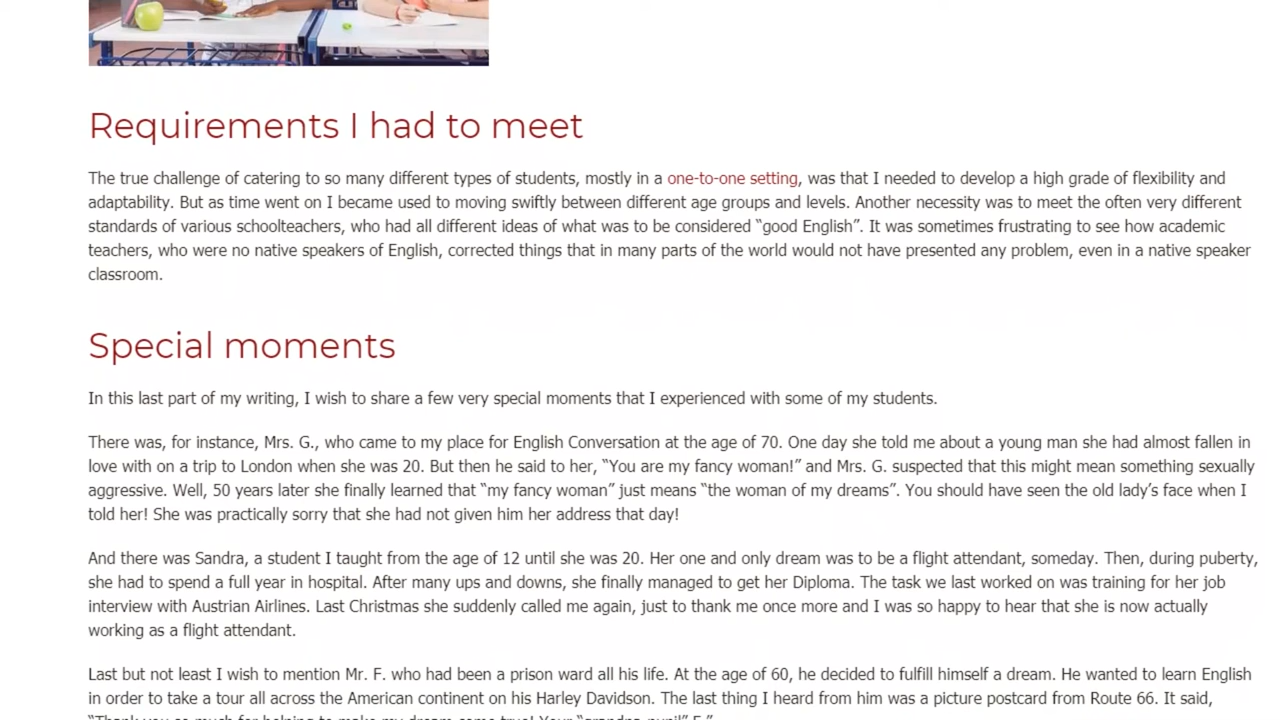 Requirements I had to meet
The true challenge of catering to so many different types of students, mostly in a one-to-one setting, was that I needed to develop a high grade of flexibility and
adaptability. But as time went on I became used to moving swiftly between different age groups and levels. Another necessity was to meet the often very different
standards of various schoolteachers, who had all different ideas of what was to be considered “good English”. It was sometimes frustrating to see how academic
teachers, who were no native speakers of English, corrected things that in many parts of the world would not have presented any problem, even in a native speaker
classroom.
Special moments
In this last part of my writing, I wish to share a few very special moments that I experienced with some of my students.
There was, for instance, Mrs. G., who came to my place for English Conversation at the age of 70. One day she told me about a young man she had almost fallen in
love with on a trip to London when she was 20. But then he said to her, “You are my fancy woman!” and Mrs. G. suspected that this might mean something sexually
aggressive. Well, 50 years later she finally learned that “my fancy woman” just means “the woman of my dreams”. You should have seen the old lady’s face when I
told her! She was practically sorry that she had not given him her address that day!
And there was Sandra, a student I taught from the age of 12 until she was 20. Her one and only dream was to be a flight attendant, someday. Then, during puberty,
she had to spend a full year in hospital. After many ups and downs, she finally managed to get her Diploma. The task we last worked on was training for her job
interview with Austrian Airlines. Last Christmas she suddenly called me again, just to thank me once more and I was so happy to hear that she is now actually
working as a flight attendant.
Last but not least I wish to mention Mr. F. who had been a prison ward all his life. At the age of 60, he decided to fulfill himself a dream. He wanted to learn English
in order to take a tour all across the American continent on his Harley Davidson. The last thing I heard from him was a picture postcard from Route 66. It said,
“Thank you so much for helping to make my dream come true! Your “grandpa-pupil” F.”